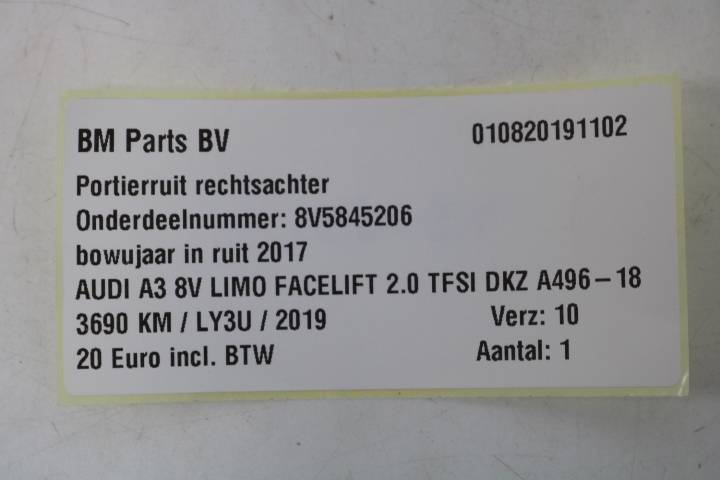 BM Parts BV 010820191102
Portierruit rechtsachter
Onderdeelnummer: 8V5845206
bowujaar in ruit 2017
AUDI A3 8V LIMO FACELIFT 2.0 TFSI DKZ A496-18
3690 KM / LY3U / 2019 Verz: 10
20 Euro incl. BTW Aantal: 1